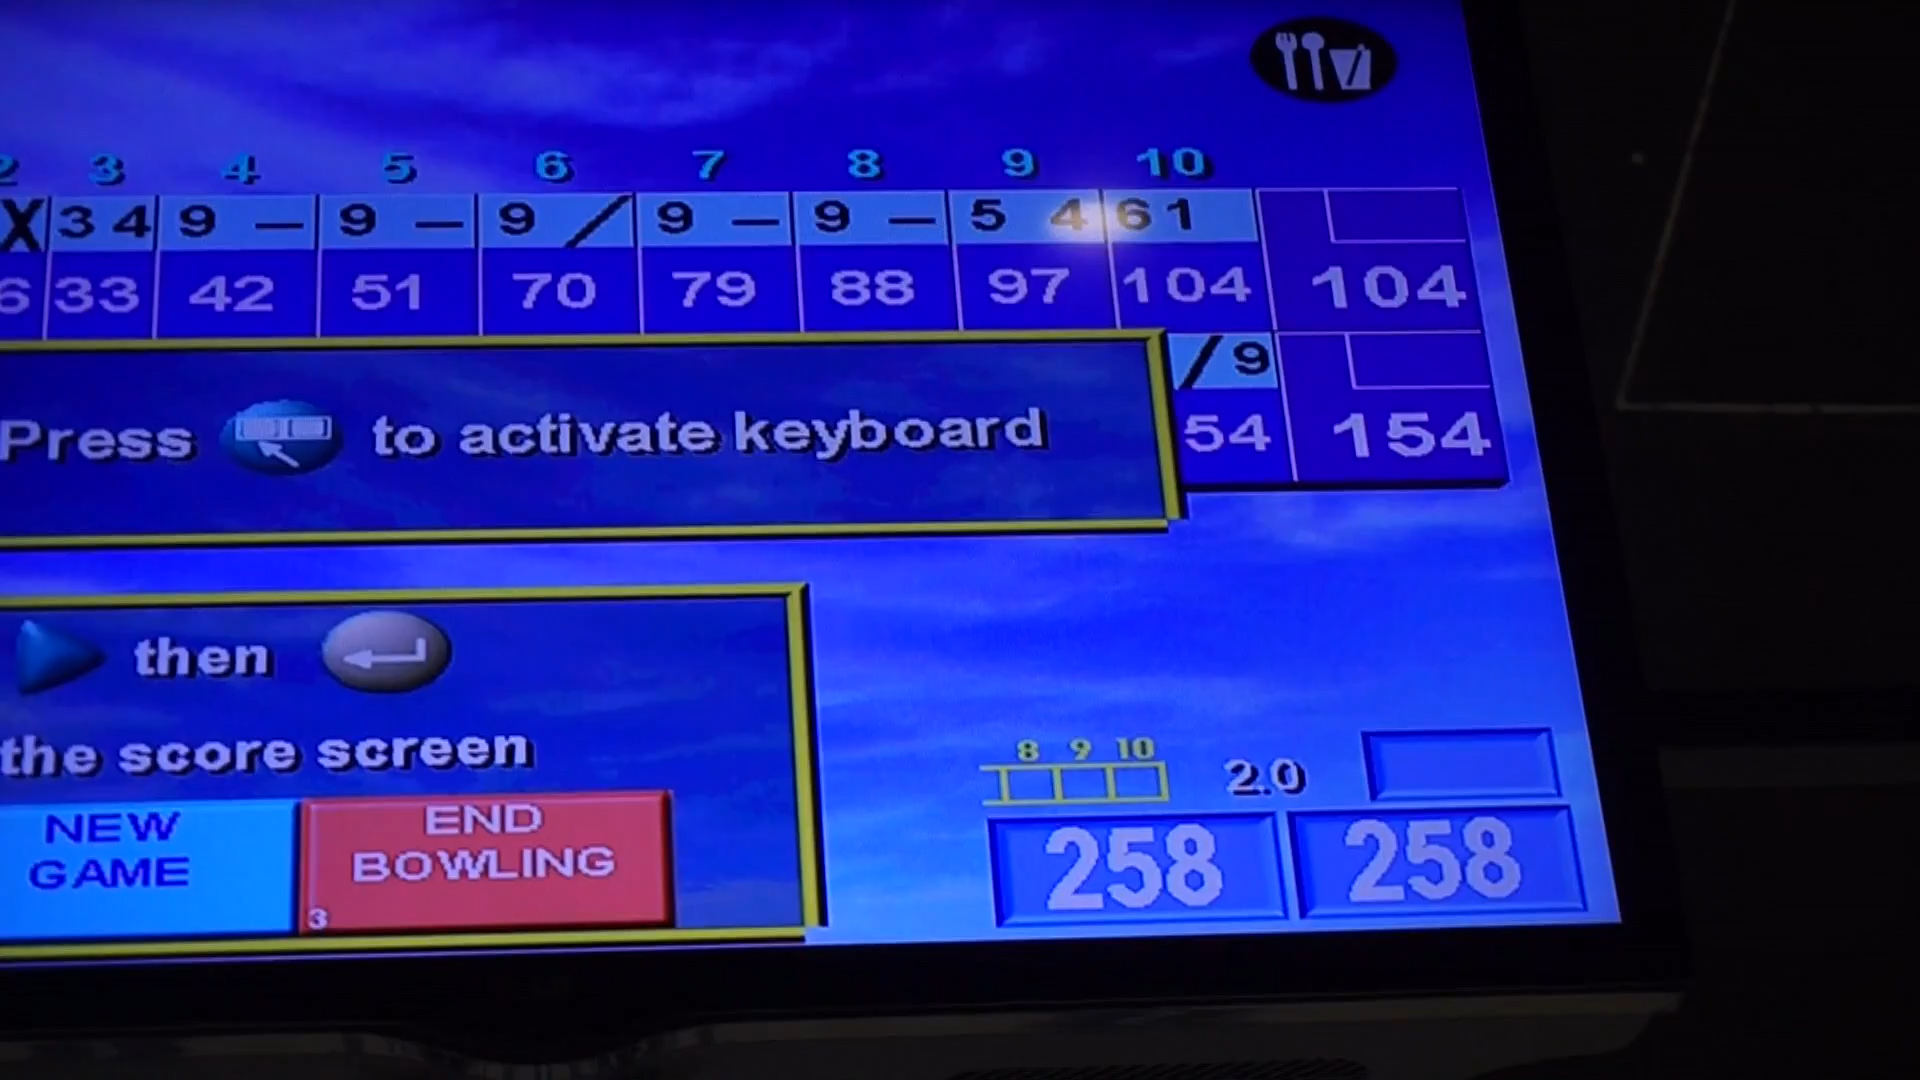 2 3 4 5 6 7 8 9 10
X 3 4 9 — 9 — 9 / 9 — 9 — 5 4 6 1
6 33 42 51 70 79 88 97 104 104
/ 9
54 154
Press to activate keyboard
then
the score screen
NEW GAME
END BOWLING
3
8 9 10
2.0
258 258